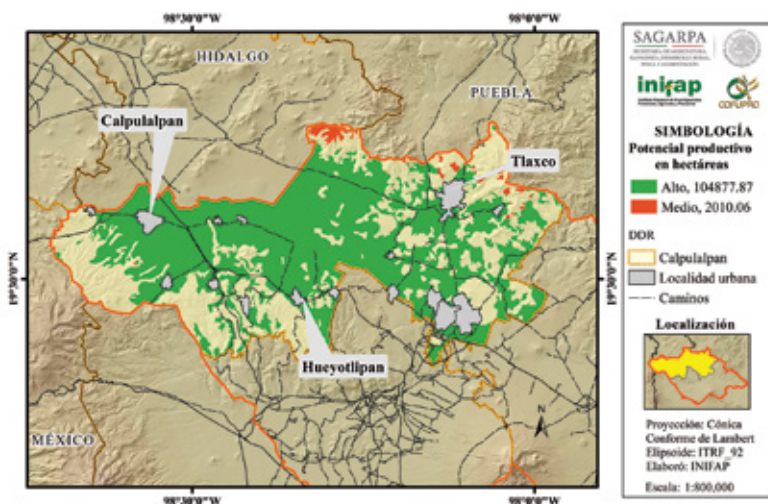 98°30'0"W
98°0'0"W
HIDALGO
PUEBLA
Calpulalpan
Tlaxco
19°30'0"N
19°30'0"N
Hueyotlipan
MÉXICO
N
98°30'0"W
98°0'0"W
SAGARPA
inifap
COFUPRO
SIMBOLOGÍA
Potencial productivo
en hectáreas
Alto, 104877.87
Medio, 2010.06
DDR
Calpulalpan
Localidad urbana
Caminos
Localización
Proyección: Cónica
Conforme de Lambert
Elipsoide: ITRF_92
Elaboró: INIFAP
Escala: 1:800,000